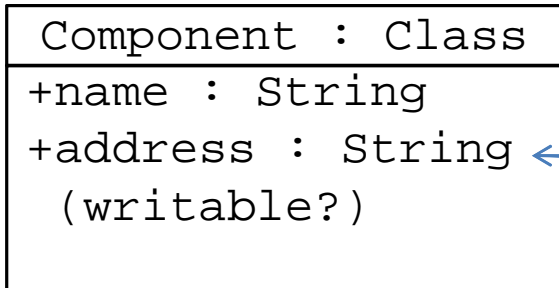 Component : Class
+name : String
+address : String
(writable?)